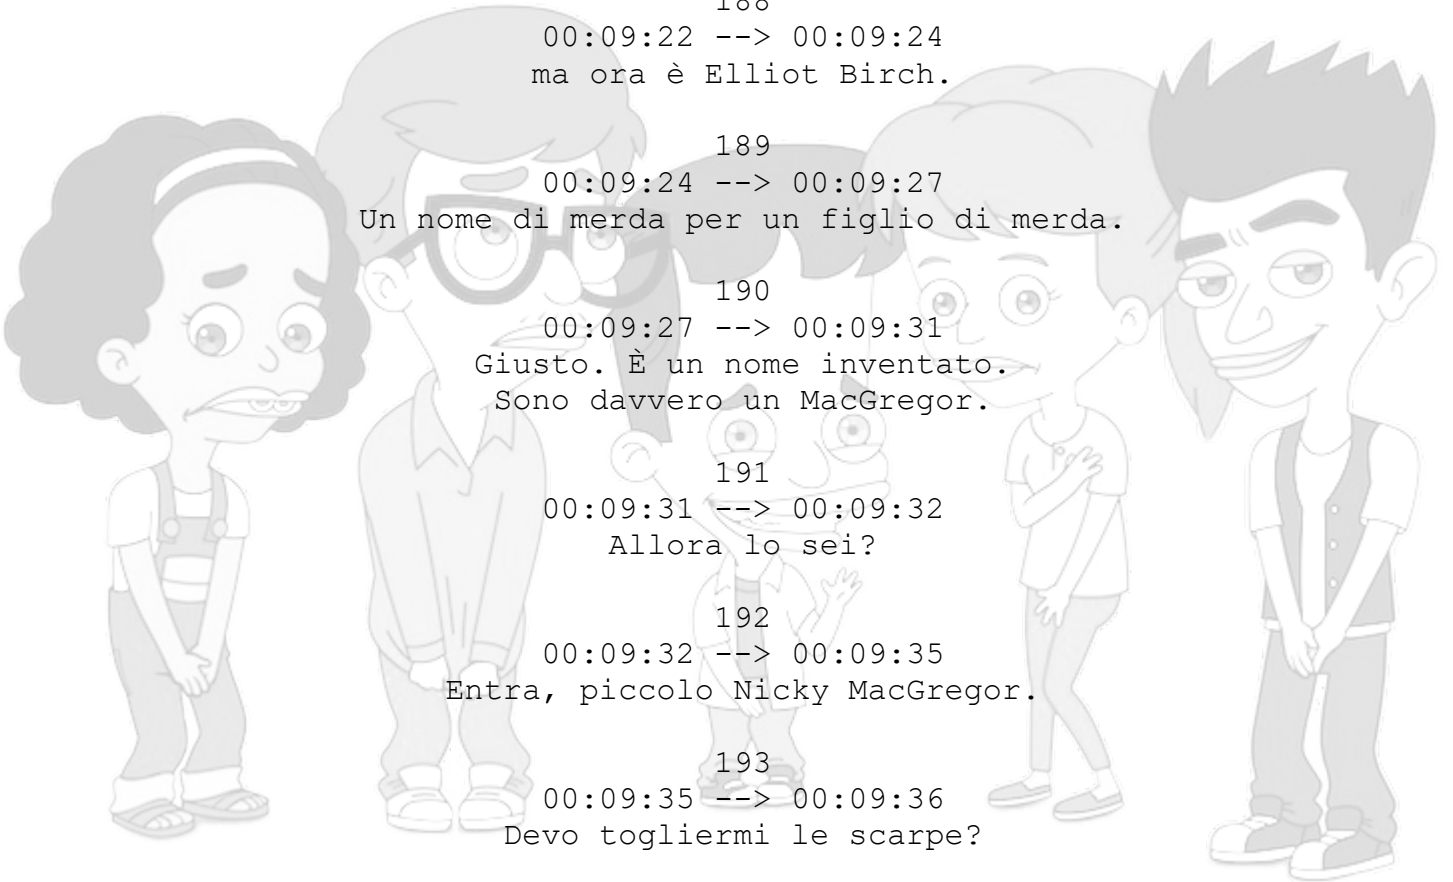 188
00:09:22 --> 00:09:24
ma ora è Elliot Birch.
189
00:09:24 --> 00:09:27
Un nome di merda per un figlio di merda.
190
00:09:27 --> 00:09:31
Giusto. È un nome inventato.
Sono davvero un MacGregor.
191
00:09:31 --> 00:09:32
Allora lo sei?
192
00:09:32 --> 00:09:35
Entra, piccolo Nicky MacGregor.
193
00:09:35 --> 00:09:36
Devo togliermi le scarpe?